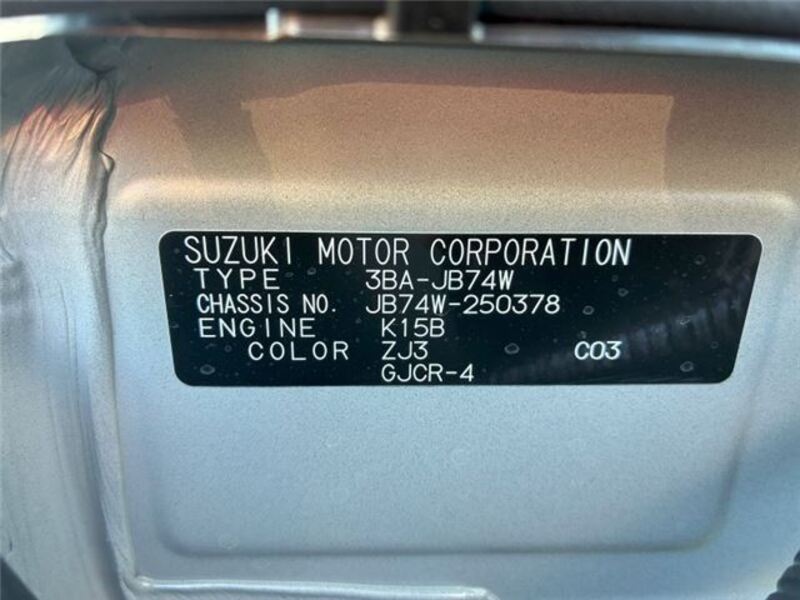 SUZUKI MOTOR CORPORATION
TYPE 3BA-JB74W
CHASSIS NO. JB74W-250378
ENGINE K15B
COLOR ZJ3 C03
GJCR-4